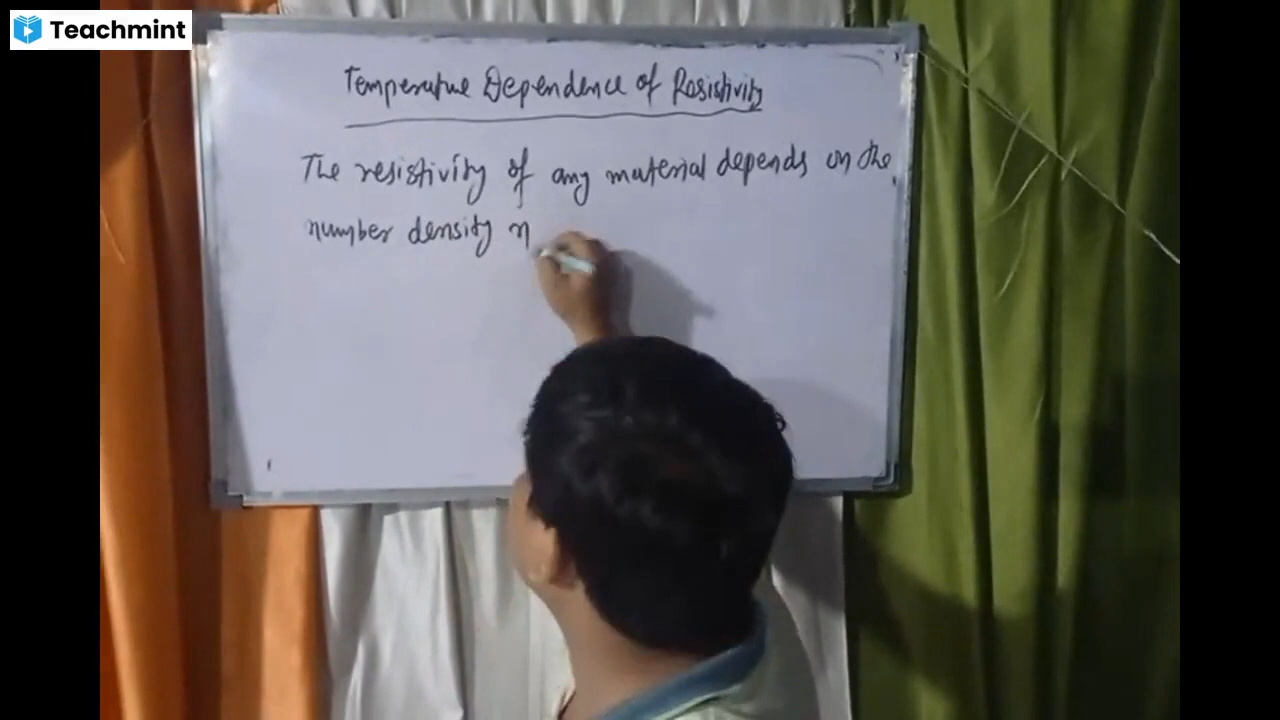 Teachmint
Temperature Dependence of Resistivity
The resistivity of any material depends on the
number density n